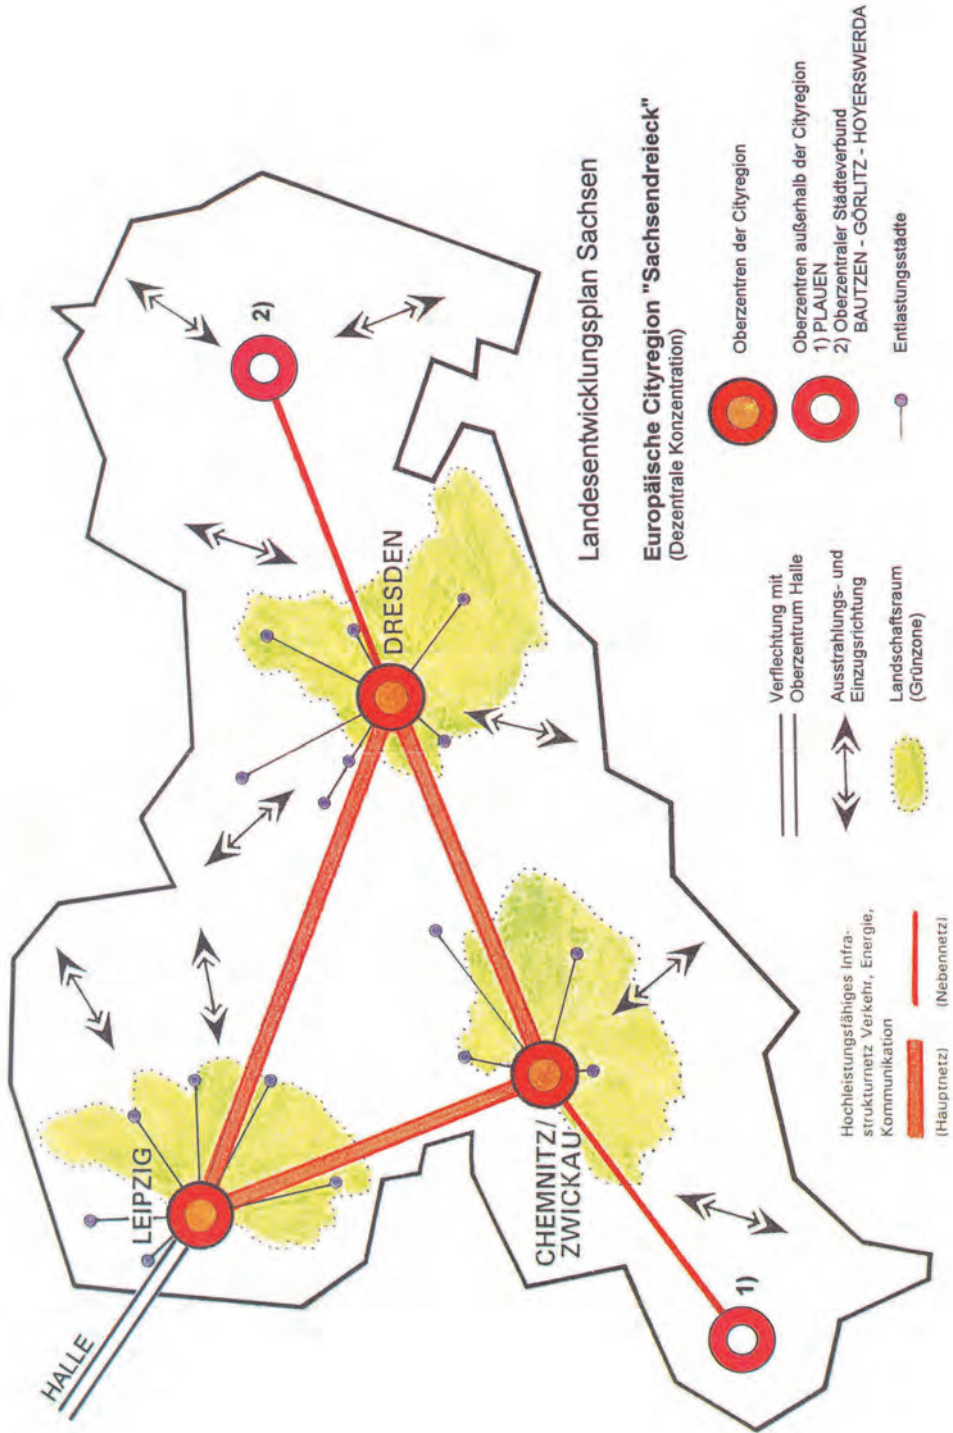 HALLE
LEIPZIG
DRESDEN
CHEMNITZ/
ZWICKAU
1)
2)
Landesentwicklungsplan Sachsen
Europäische Cityregion "Sachsendreieck"
(Dezentrale Konzentration)
Hochleistungsfähiges Infra-
strukturnetz Verkehr, Energie,
Kommunikation
(Hauptnetz) (Nebennetz)
Verflechtung mit
Oberzentrum Halle
Ausstrahlungs- und
Einzugsrichtung
Landschaftsraum
(Grünzone)
Oberzentren der Cityregion
Oberzentren außerhalb der Cityregion
1) PLAUEN
2) Oberzentraler Städteverbund
BAUTZEN - GÖRLITZ - HOYERSWERDA
Entlastungsstädte